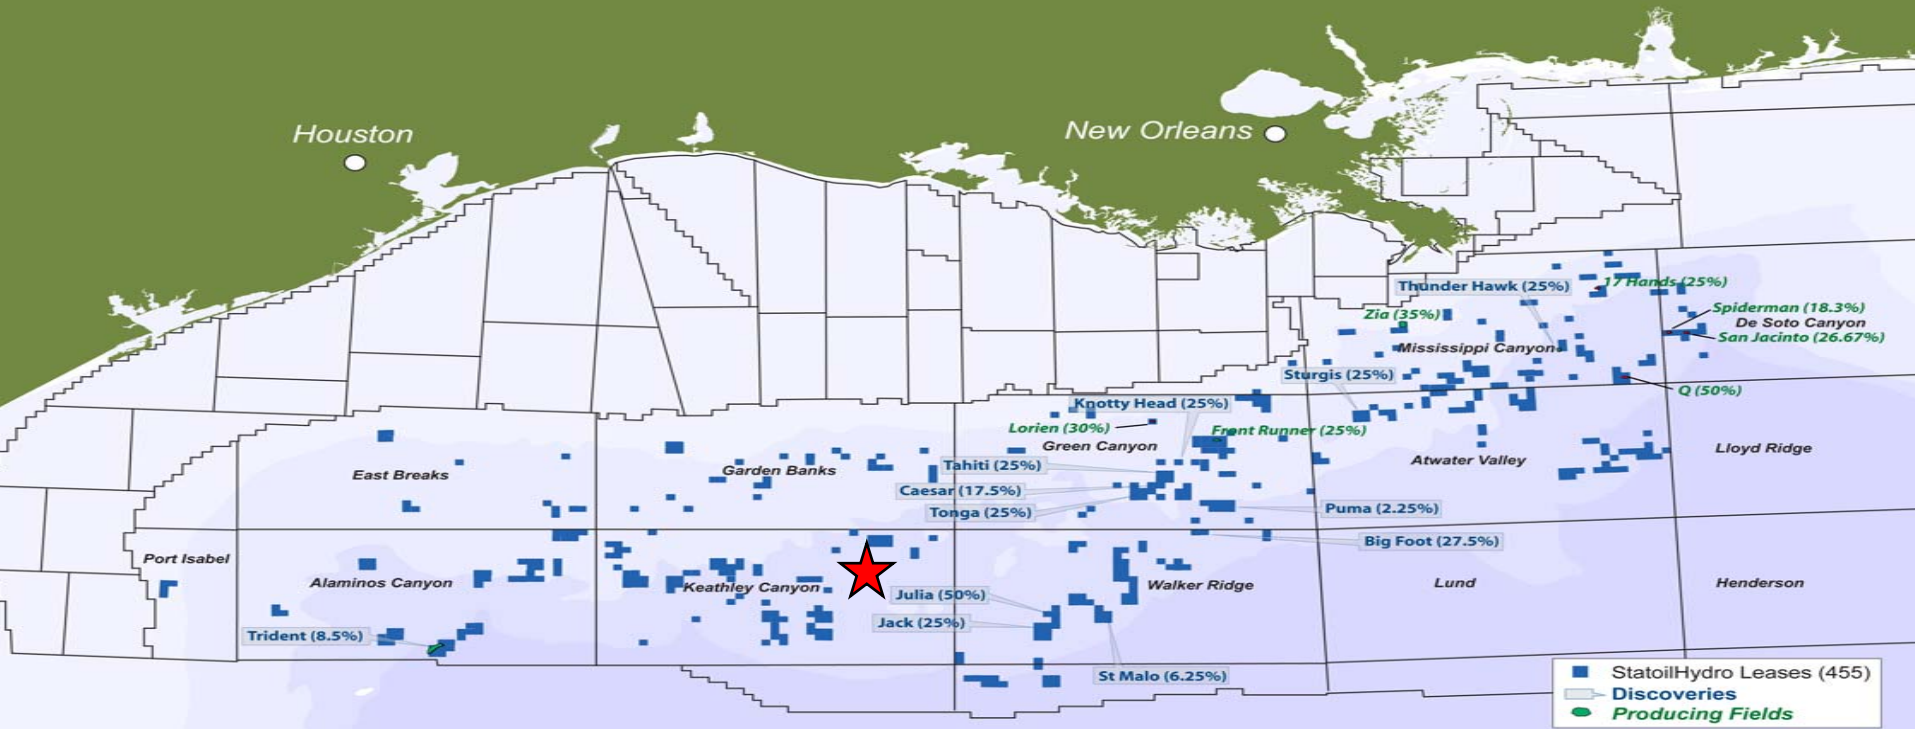 Houston
New Orleans
Thunder Hawk (25%)
17 Hands (25%)
Zia (35%)
Spiderman (18.3%)
De Soto Canyon
San Jacinto (26.67%)
Mississippi Canyon
Sturgis (25%)
Q (50%)
Knotty Head (25%)
Lorien (30%)
Front Runner (25%)
Green Canyon
Lloyd Ridge
Tahiti (25%)
Atwater Valley
East Breaks
Garden Banks
Caesar (17.5%)
Tonga (25%)
Puma (2.25%)
Big Foot (27.5%)
Port Isabel
Alaminos Canyon
Keathley Canyon
Walker Ridge
Lund
Henderson
Julia (50%)
Jack (25%)
Trident (8.5%)
St Malo (6.25%)
StatoilHydro Leases (455)
Discoveries
Producing Fields